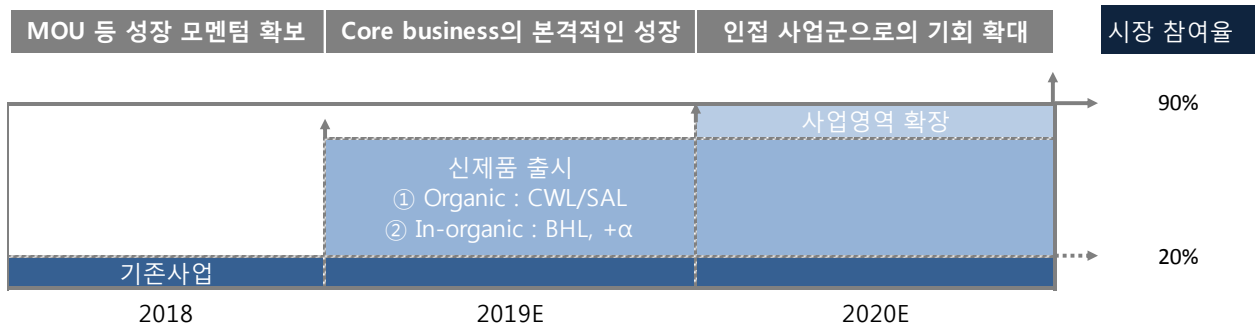 MOU 등 성장 모멘텀 확보
Core business의 본격적인 성장
인접 사업군으로의 기회 확대
시장 참여율
90%
사업영역 확장
신제품 출시
① Organic : CWL/SAL
② In-organic : BHL, +α
20%
기존사업
2018
2019E
2020E